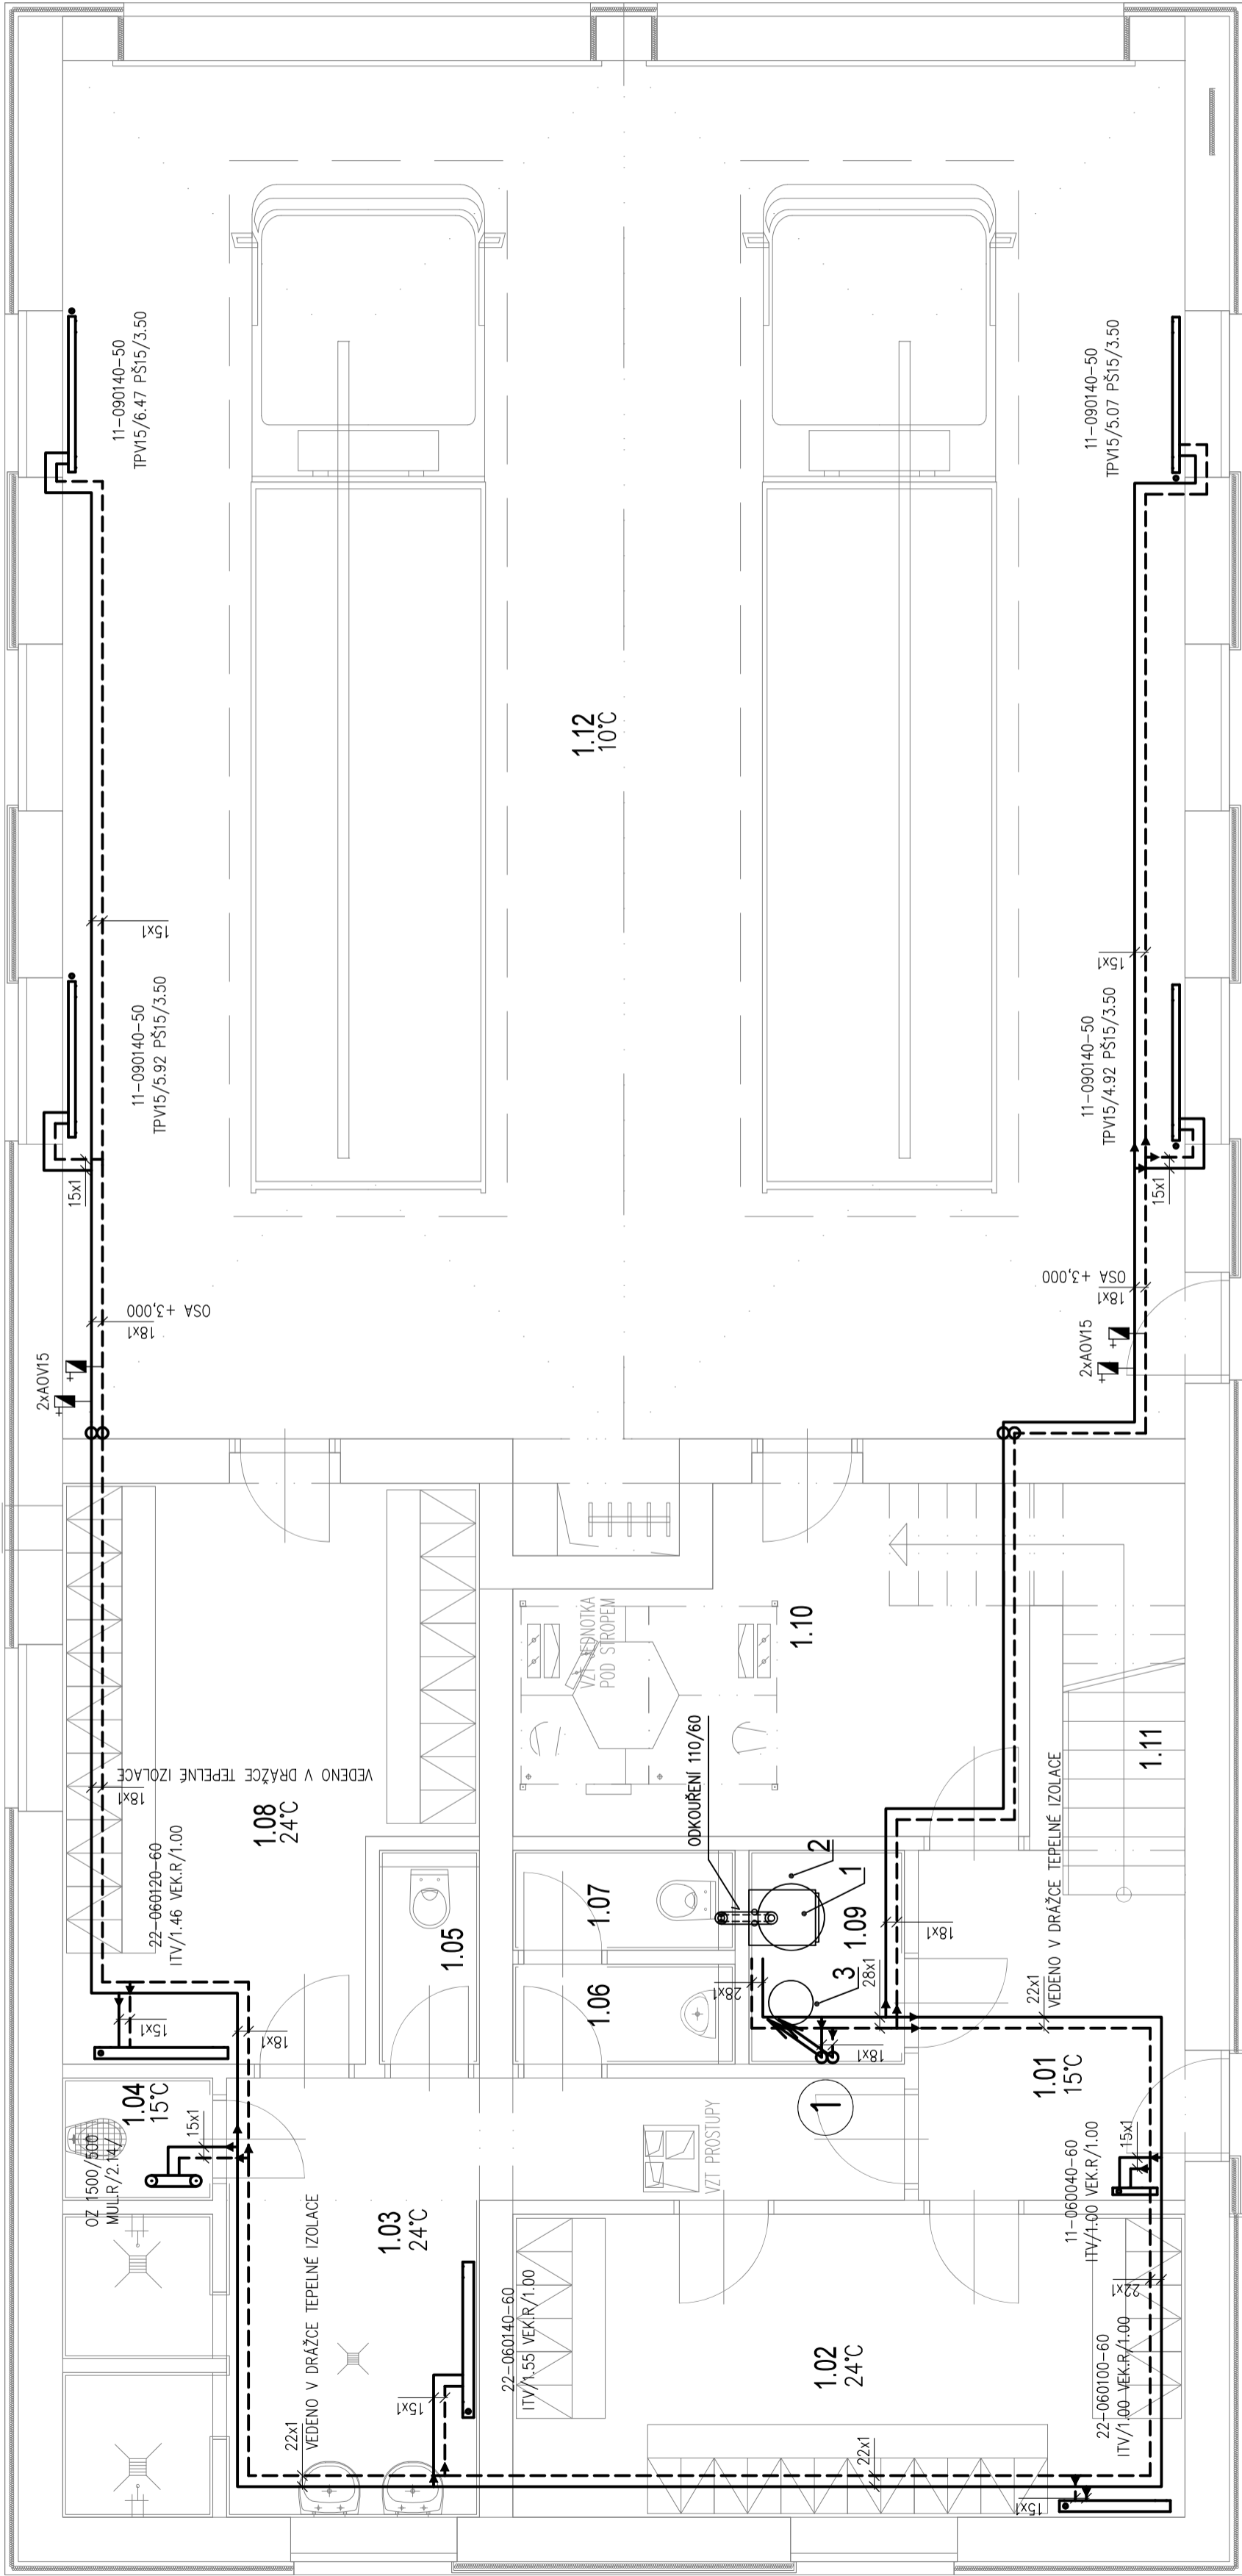 11-090140-50
TPV15/6.47 PŠ15/3.50
11-090140-50
TPV15/5.07 PŠ15/3.50
1.12
10°C
15x1
15x1
11-090140-50
TPV15/5.92 PŠ15/3.50
11-090140-50
TPV15/4.92 PŠ15/3.50
15x1
15x1
OSA +3,000
18x1
OSA +3,000
18x1
2xAOV15
2xAOV15
VZT JEDNOTKA
POD STROPEM
1.10
1.11
ODKOUŘENÍ 110/60
VEDENO V DRÁŽCE TEPELNÉ IZOLACE
18x1
1.08
24°C
22-060120-60
ITV/1.46 VEK.R/1.00
1.05
1.07
1.06
2
1
1.09
3
28x1
28x1
18x1
18x1
22x1
VEDENO V DRÁŽCE TEPELNÉ IZOLACE
15x1
18x1
1.04
15°C
15x1
OZ 1500/500
MUL.R/2.14/
1
VZT PROSTUPY
1.01
15°C
15x1
11-060040-60
ITV/1.00 VEK.R/1.00
1.03
24°C
22x1
VEDENO V DRÁŽCE TEPELNÉ IZOLACE
15x1
22-060140-60
ITV/1.55 VEK.R/1.00
1.02
24°C
22x1
22x1
22-060100-60
ITV/1.00 VEK.R/1.00
15x1